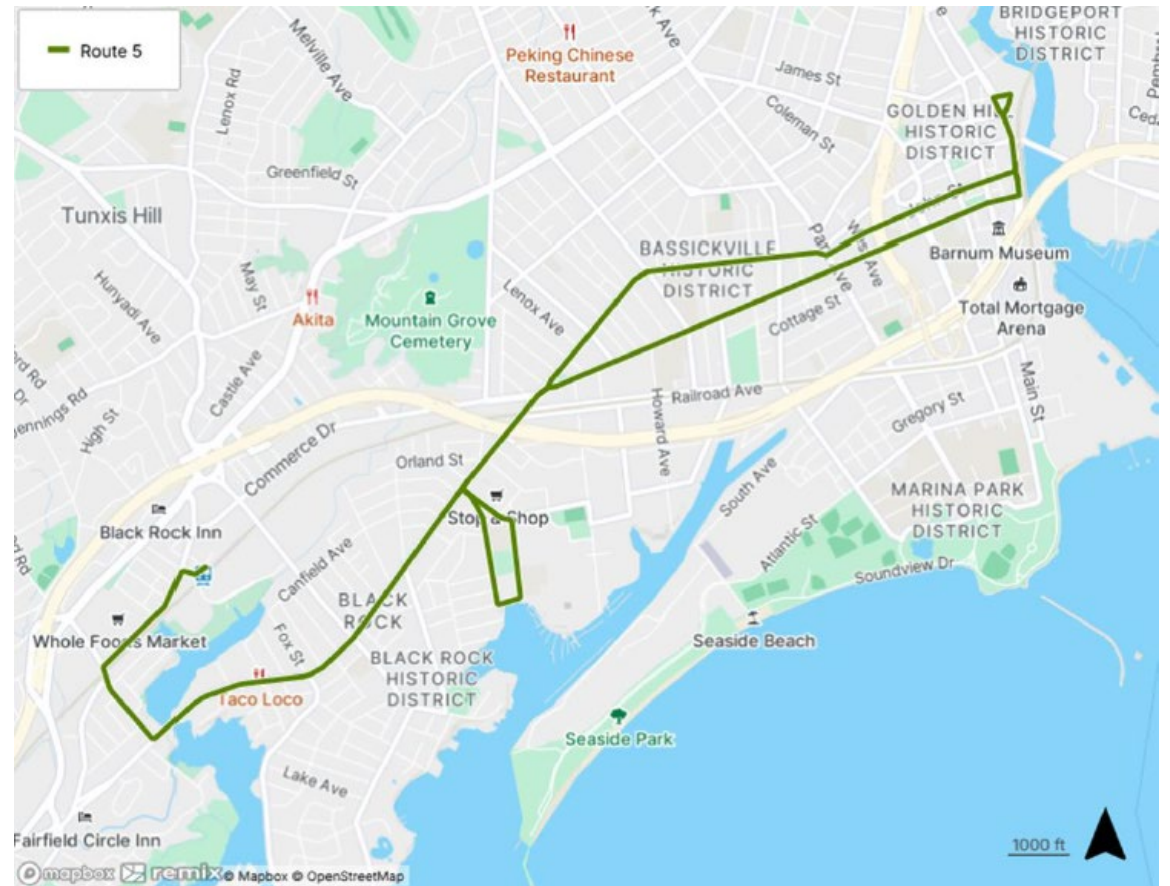 Route 5
BRIDGEPORT
HISTORIC
DISTRICT
Melville Ave
Lenox Rd
Peking Chinese
Restaurant
Ave
James St
Coleman St
GOLDEN HILL
HISTORIC
DISTRICT
Greenfield St
Tunxis Hill
BASSICKVILLE
HISTORIC
DISTRICT
West Ave
Barnum Museum
May St
Hunyadi Ave
Akita
Mountain Grove
Cemetery
Lenox Ave
Cottage St
Total Mortgage
Arena
Castle Ave
High St
Jennings Rd
Commerce Dr
Orland St
Howard Ave
Railroad Ave
Gregory St
Main St
Stop & Shop
South Ave
MARINA PARK
HISTORIC
DISTRICT
Black Rock Inn
Canfield Ave
Atlantic St
Soundview Dr
BLACK
ROCK
Whole Foods Market
Fox St
Seaside Beach
BLACK ROCK
HISTORIC
DISTRICT
Taco Loco
Seaside Park
Lake Ave
Fairfield Circle Inn
1000 ft
mapbox remix © Mapbox © OpenStreetMap